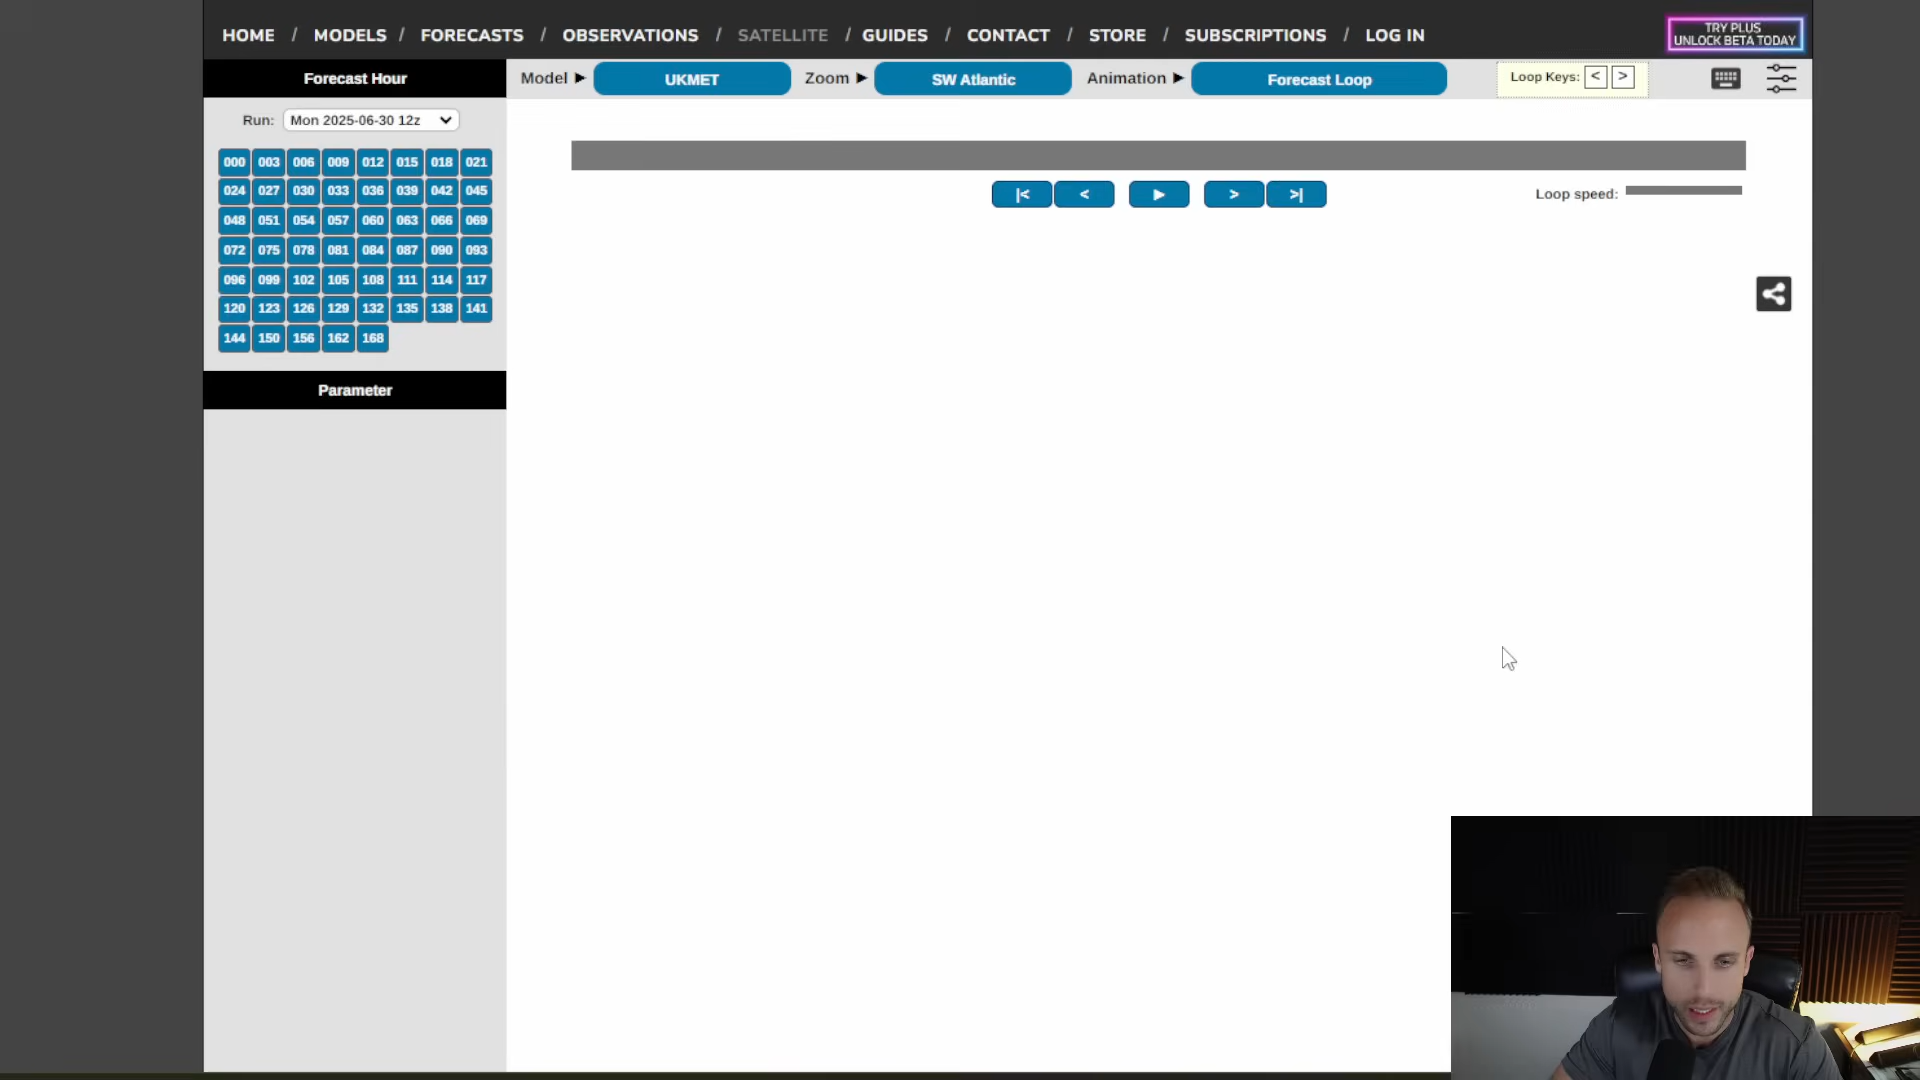 HOME / MODELS / FORECASTS / OBSERVATIONS / SATELLITE / GUIDES / CONTACT / STORE / SUBSCRIPTIONS / LOG IN
TRY PLUS
UNLOCK BETA TODAY
Forecast Hour
Model ▶ UKMET Zoom ▶ SW Atlantic Animation ▶ Forecast Loop Loop Keys: < >
Run: Mon 2025-06-30 12z
000 003 006 009 012 015 018 021
024 027 030 033 036 039 042 045
048 051 054 057 060 063 066 069
072 075 078 081 084 087 090 093
096 099 102 105 108 111 114 117
120 123 126 129 132 135 138 141
144 150 156 162 168
|< < ▶ > >|
Loop speed:
Parameter